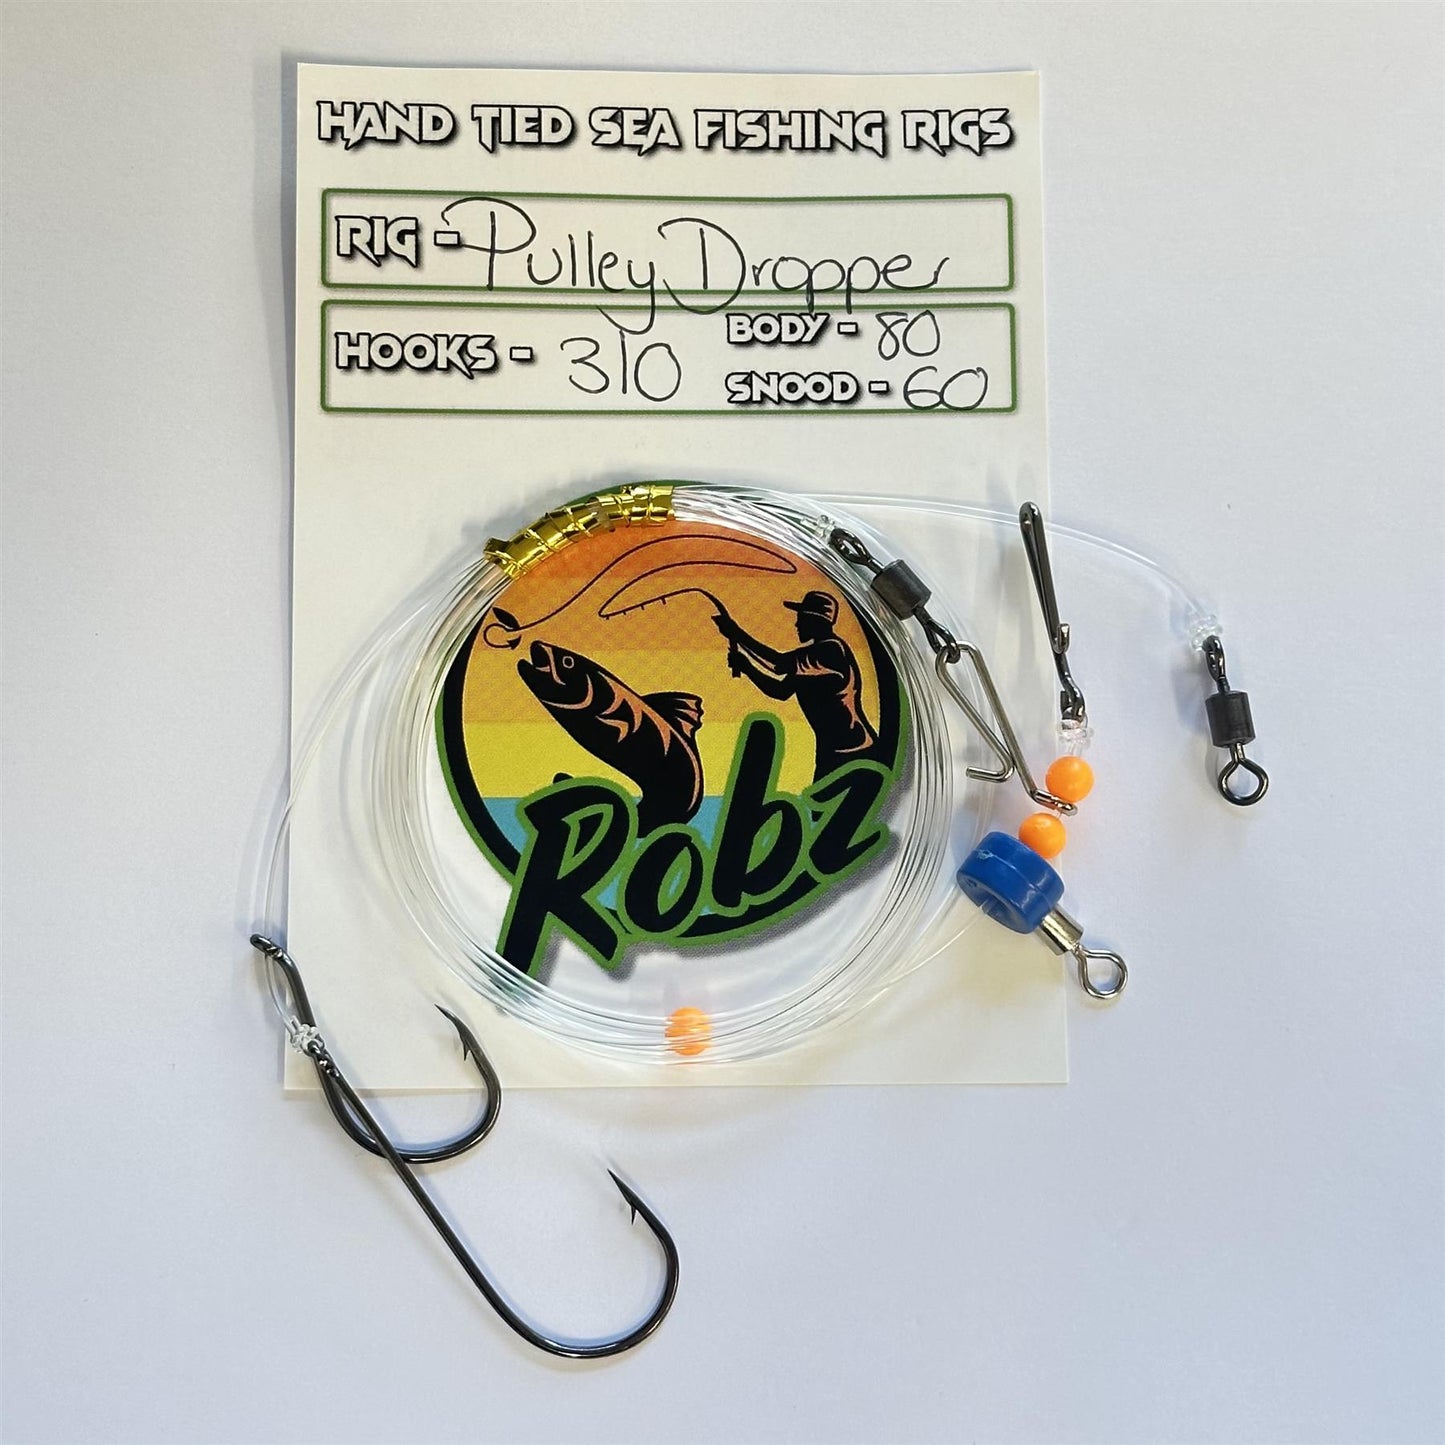 HAND TIED SEA FISHING RIGS
RIG - Pulley Dropper
HOOKS - 3/0
BODY - 80
SNOOD - 60
Robz